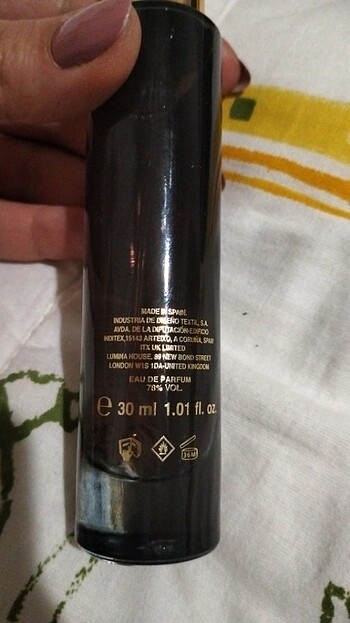 MADE IN SPAIN.
INDUSTRIA DE DISEÑO TEXTIL, S.A.
AVDA. DE LA DIPUTACIÓN-EDIFICIO
INDITEX,15143 ARTEIXO, A CORUÑA, SPAIN
ITX UK LIMITED
LUMINA HOUSE. 89 NEW BOND STREET
LONDON W1S 1DA-UNITED KINGDOM
EAU DE PARFUM
78% VOL.
℮ 30 ml 1.01 fl. oz.
36M